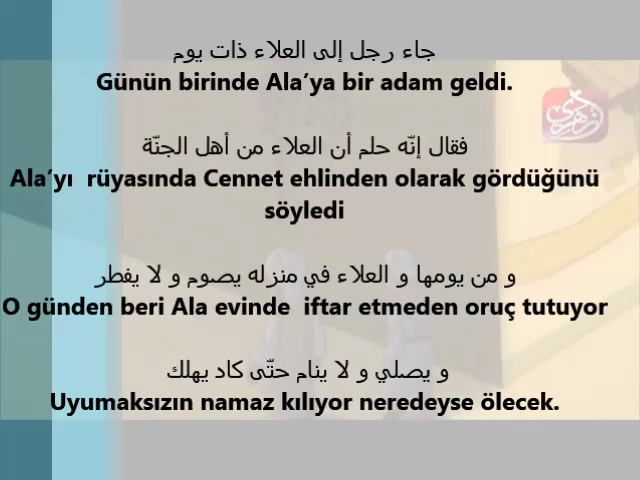 جاء رجل إلى العلاء ذات يوم
Günün birinde Ala’ya bir adam geldi.
فقال إنّه حلم أن العلاء من أهل الجنّة
Ala’yı rüyasında Cennet ehlinden olarak gördüğünü
söyledi
و من يومها و العلاء في منزله يصوم و لا يفطر
O günden beri Ala evinde iftar etmeden oruç tutuyor
و يصلي و لا ينام حتّى كاد يهلك
Uyumaksızın namaz kılıyor neredeyse ölecek.